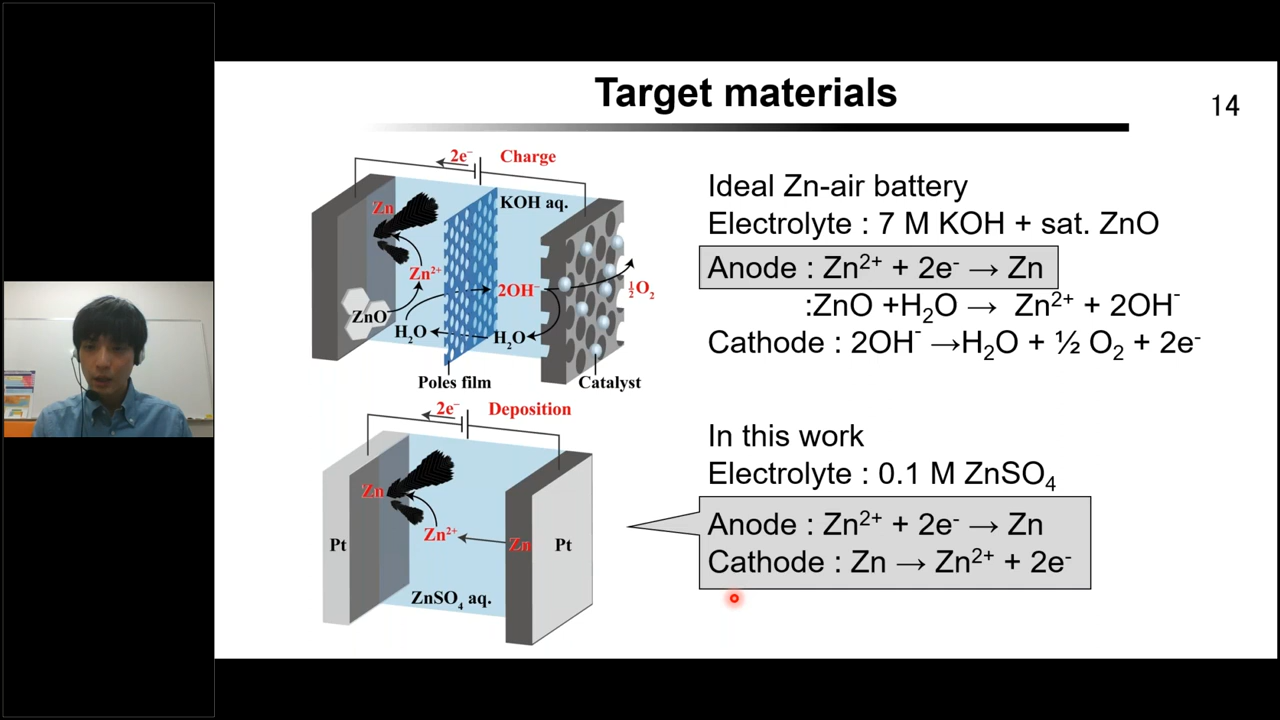 Target materials
14
2e⁻ Charge
Zn
KOH aq.
Zn²⁺
2OH⁻
½O₂
ZnO
H₂O
H₂O
Poles film
Catalyst
Ideal Zn-air battery
Electrolyte : 7 M KOH + sat. ZnO
Anode : Zn²⁺ + 2e⁻ → Zn
:ZnO +H₂O → Zn²⁺ + 2OH⁻
Cathode : 2OH⁻ →H₂O + ½ O₂ + 2e⁻
2e⁻ Deposition
Zn
Zn²⁺
Zn
Pt
Pt
ZnSO₄ aq.
In this work
Electrolyte : 0.1 M ZnSO₄
Anode : Zn²⁺ + 2e⁻ → Zn
Cathode : Zn → Zn²⁺ + 2e⁻